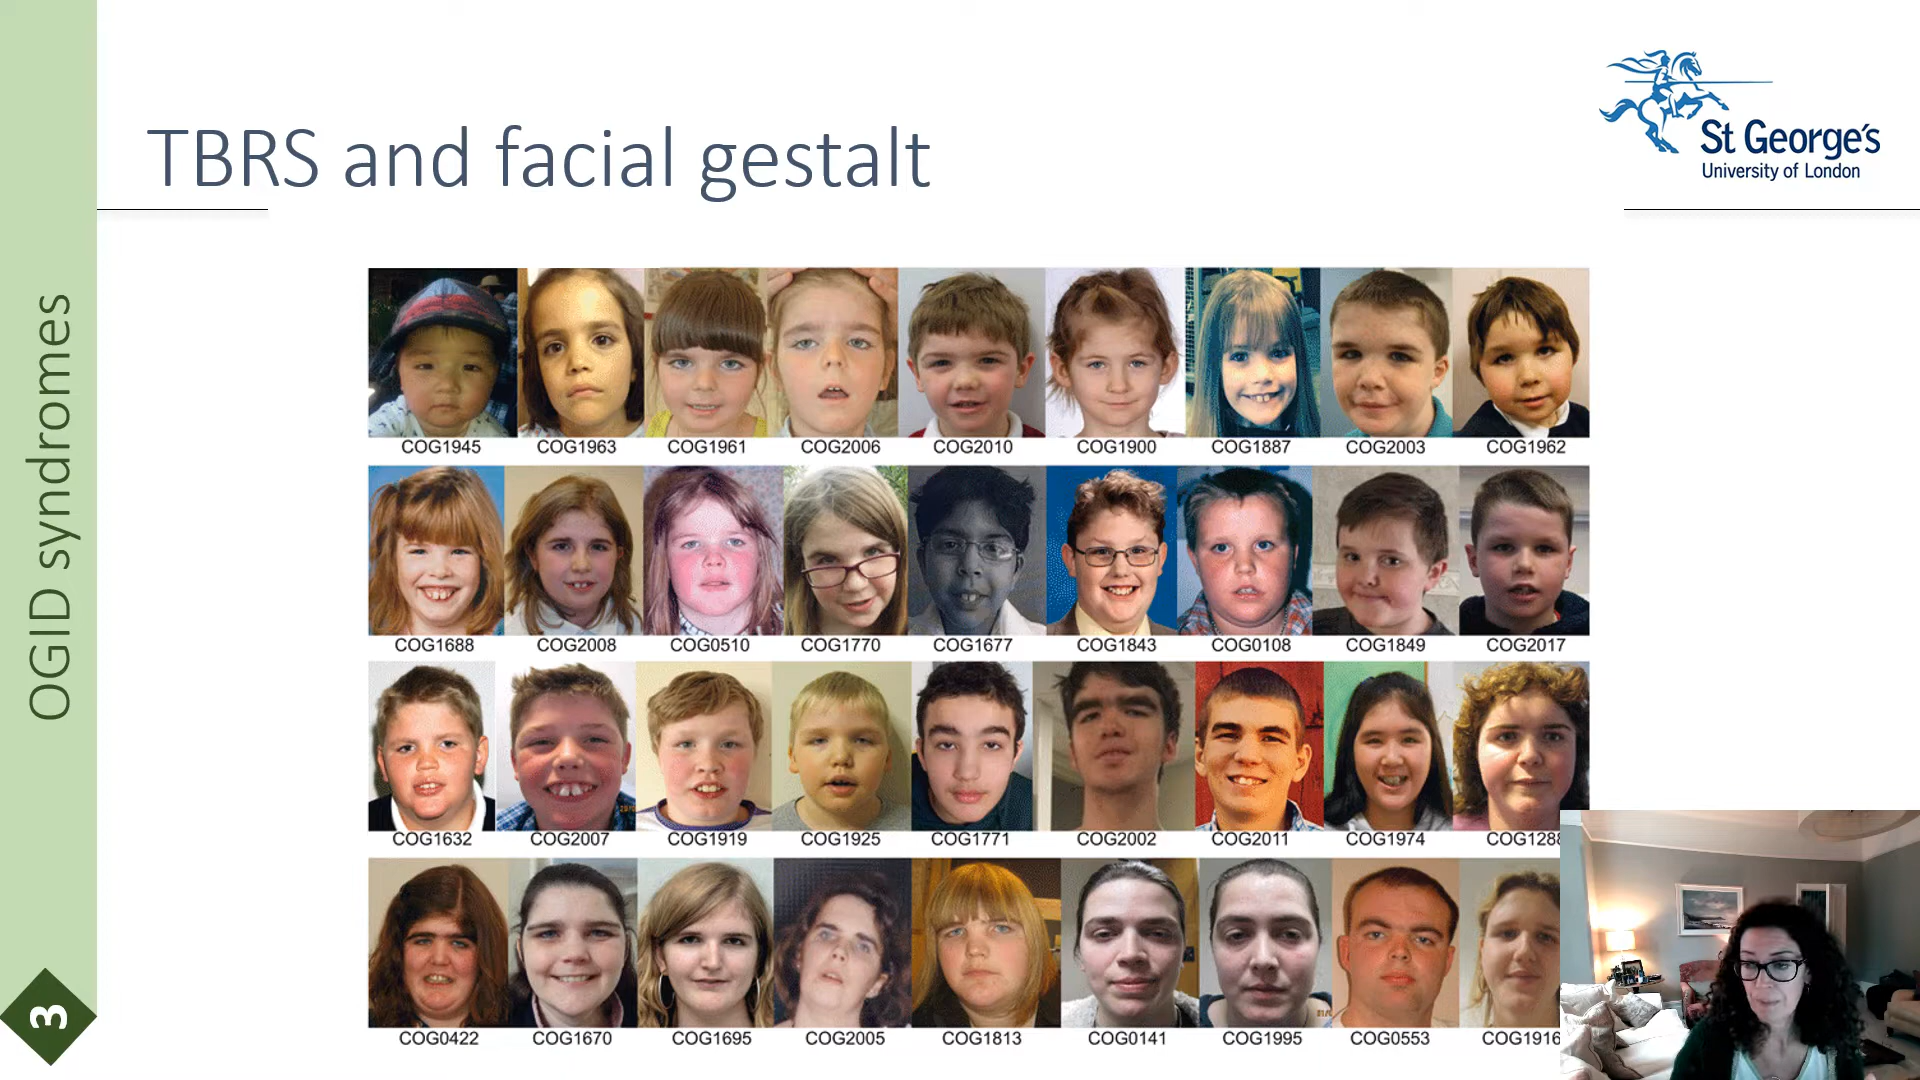 TBRS and facial gestalt
St George's
University of London
OGID syndromes
3
COG1945 COG1963 COG1961 COG2006 COG2010 COG1900 COG1887 COG2003 COG1962
COG1688 COG2008 COG0510 COG1770 COG1677 COG1843 COG0108 COG1849 COG2017
COG1632 COG2007 COG1919 COG1925 COG1771 COG2002 COG2011 COG1974 COG1288
COG0422 COG1670 COG1695 COG2005 COG1813 COG0141 COG1995 COG0553 COG1916